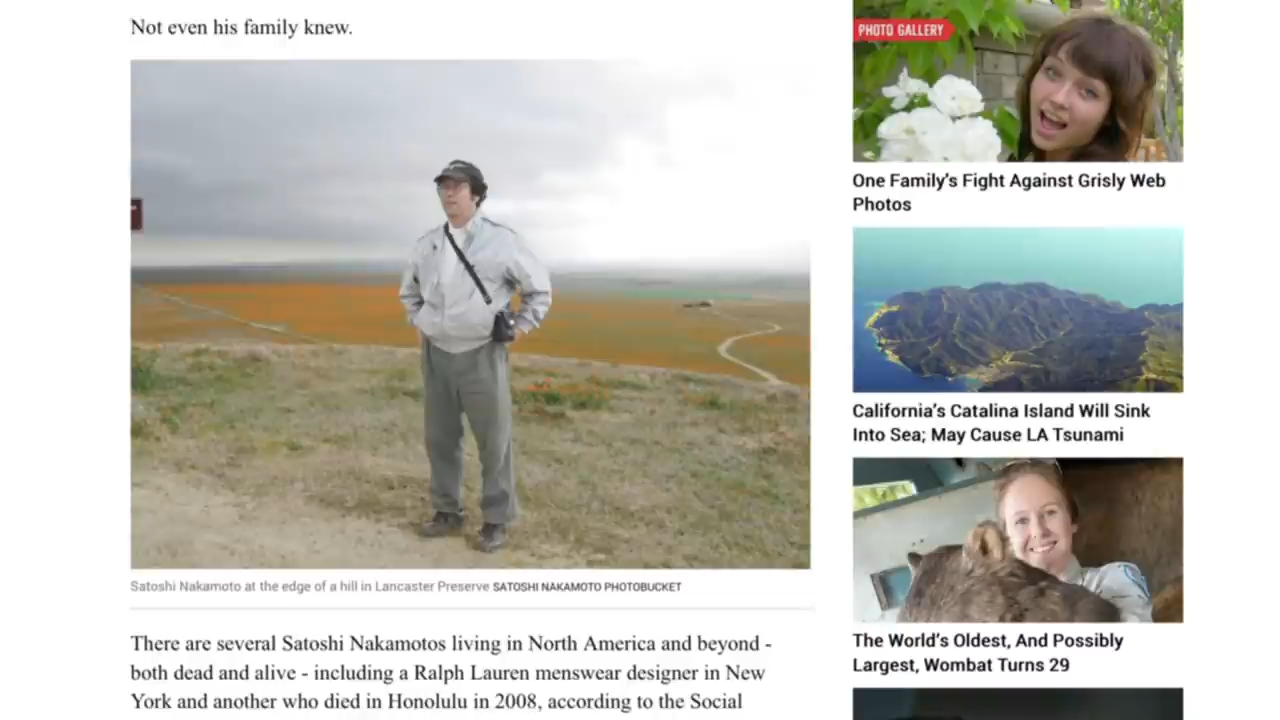 Not even his family knew.
Satoshi Nakamoto at the edge of a hill in Lancaster Preserve SATOSHI NAKAMOTO PHOTOBUCKET
There are several Satoshi Nakamotos living in North America and beyond -
both dead and alive - including a Ralph Lauren menswear designer in New
York and another who died in Honolulu in 2008, according to the Social
PHOTO GALLERY
One Family's Fight Against Grisly Web
Photos
California's Catalina Island Will Sink
Into Sea; May Cause LA Tsunami
The World's Oldest, And Possibly
Largest, Wombat Turns 29